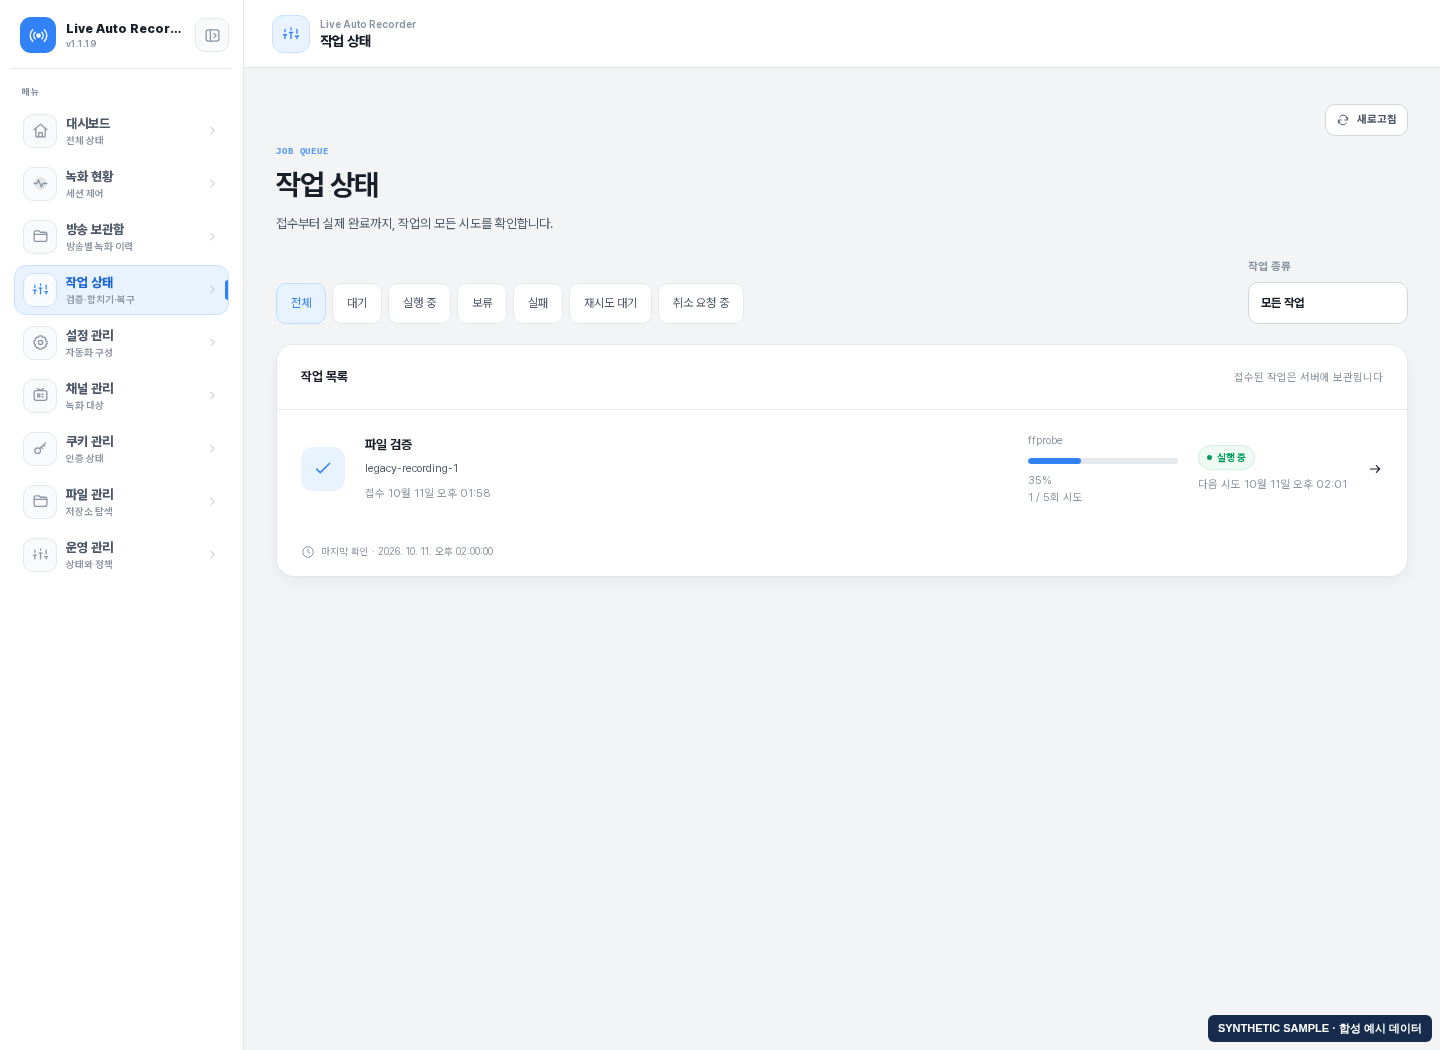 Live Auto Recor...
v1.1.19
메뉴
대시보드
전체 상태
녹화 현황
세션 제어
방송 보관함
방송별 녹화 이력
작업 상태
검증·합치기·복구
설정 관리
자동화 구성
채널 관리
녹화 대상
쿠키 관리
인증 상태
파일 관리
저장소 탐색
운영 관리
상태와 정책
Live Auto Recorder
작업 상태
새로고침
JOB QUEUE
작업 상태
접수부터 실제 완료까지, 작업의 모든 시도를 확인합니다.
작업 종류
전체 대기 실행 중 보류 실패 재시도 대기 취소 요청 중 모든 작업
작업 목록 접수된 작업은 서버에 보관됩니다
파일 검증
legacy-recording-1
접수 10월 11일 오후 01:58
ffprobe
35%
1 / 5회 시도
실행 중
다음 시도 10월 11일 오후 02:01
마지막 확인 · 2026. 10. 11. 오후 02:00:00
SYNTHETIC SAMPLE · 합성 예시 데이터